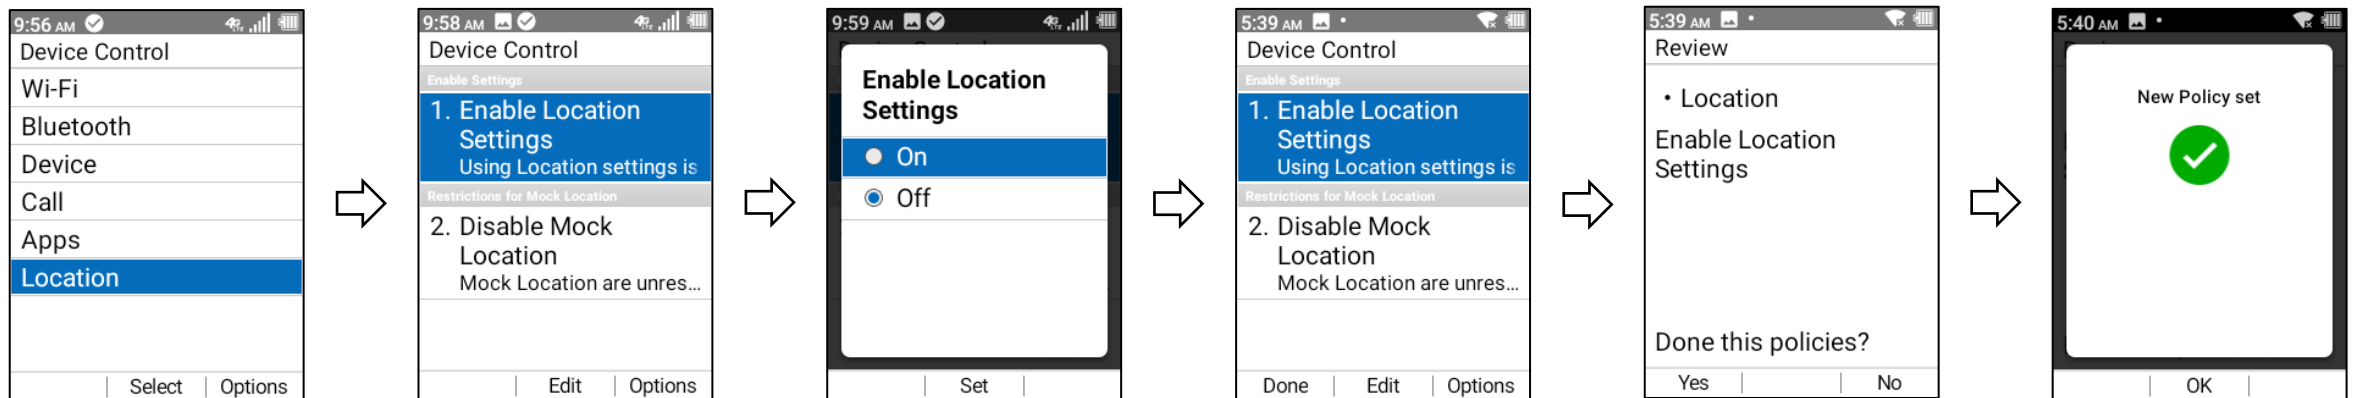 9:56 AM
Device Control
Wi-Fi
Bluetooth
Device
Call
Apps
Location
Select
Options
9:58 AM
Device Control
Enable Settings
1. Enable Location
Settings
Using Location settings is
Restrictions for Mock Location
2. Disable Mock
Location
Mock Location are unres...
Edit
Options
9:59 AM
Enable Location
Settings
On
Off
Set
5:39 AM
Device Control
Enable Settings
1. Enable Location
Settings
Using Location settings is
Restrictions for Mock Location
2. Disable Mock
Location
Mock Location are unres...
Done
Edit
Options
5:39 AM
Review
• Location
Enable Location
Settings
Done this policies?
Yes
No
5:40 AM
New Policy set
OK